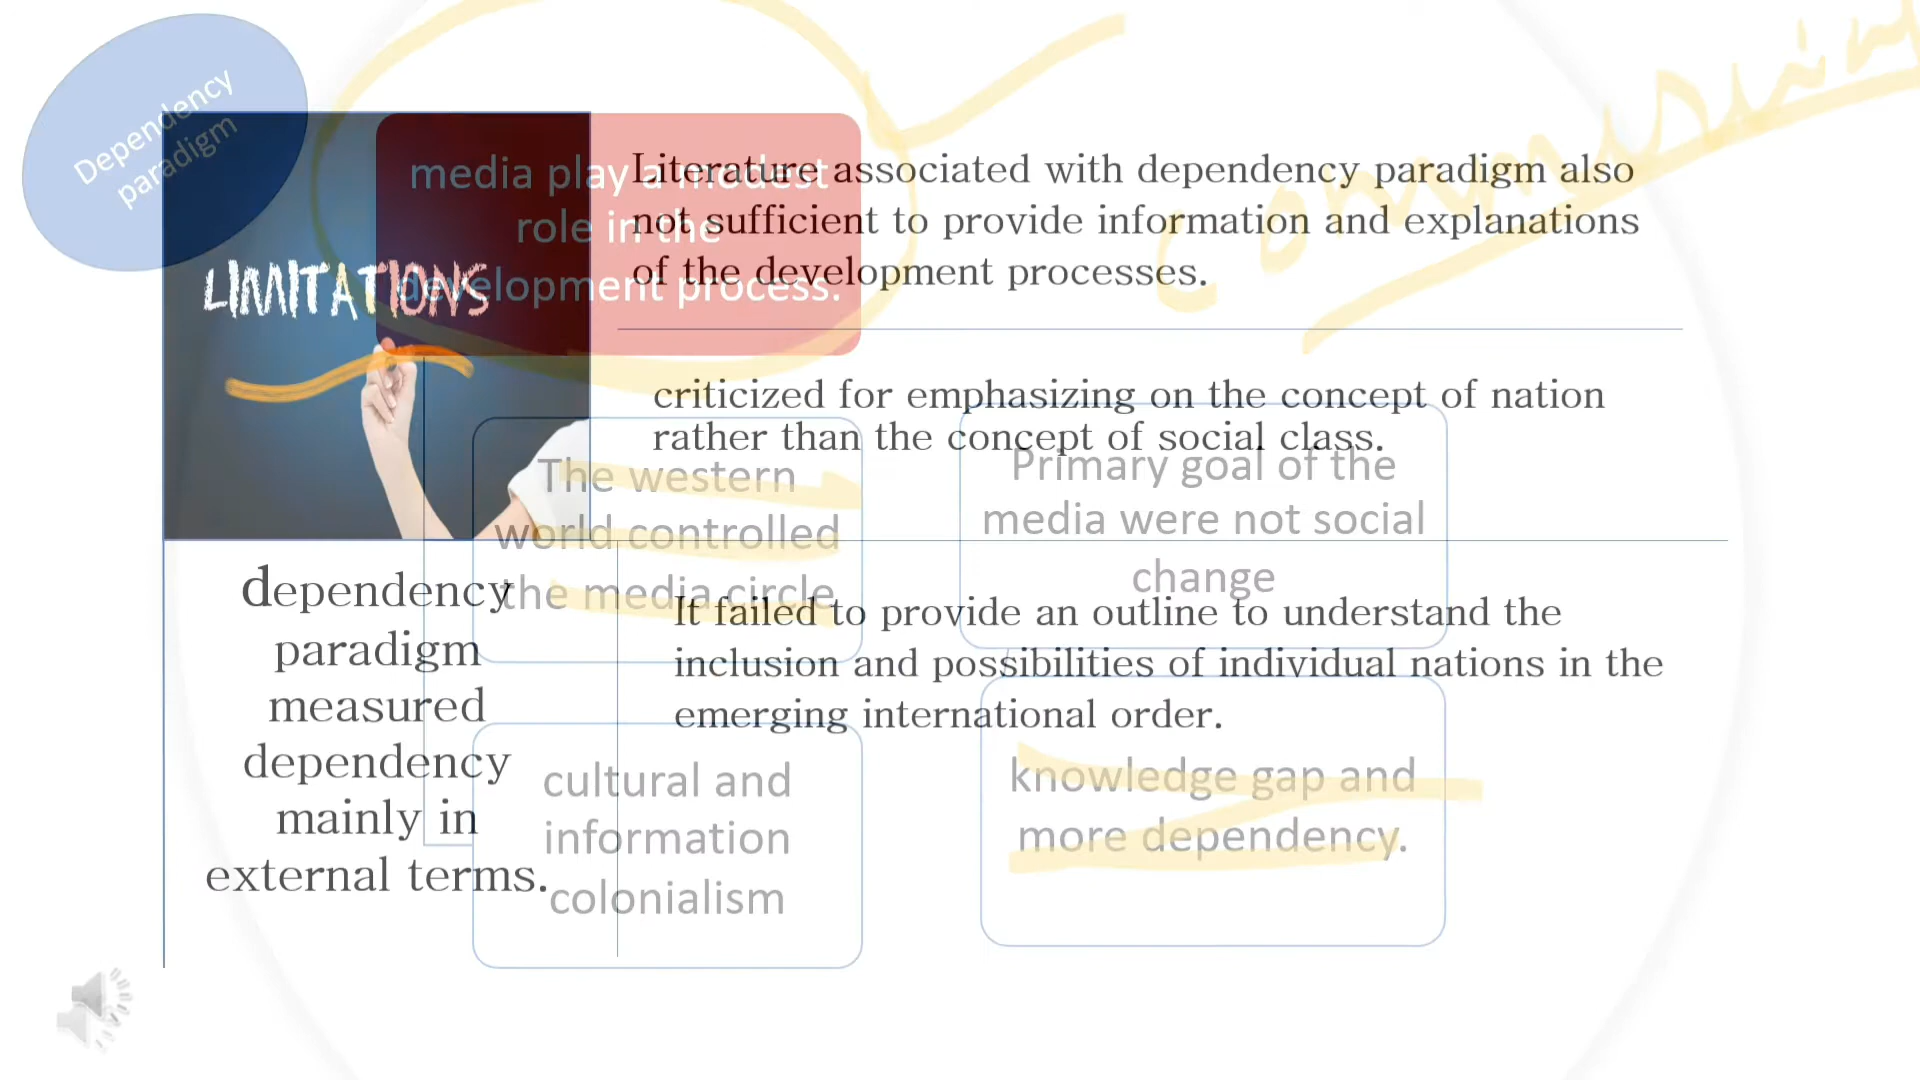 Dependency
paradigm
media play a modest
role in the
development process.
LIMITATIONS
Literature associated with dependency paradigm also
not sufficient to provide information and explanations
of the development processes.
criticized for emphasizing on the concept of nation
rather than the concept of social class.
The western
world controlled
the media circle
Primary goal of the
media were not social
change
It failed to provide an outline to understand the
inclusion and possibilities of individual nations in the
emerging international order.
dependency
paradigm
measured
dependency
mainly in
external terms.
cultural and
information
colonialism
knowledge gap and
more dependency.